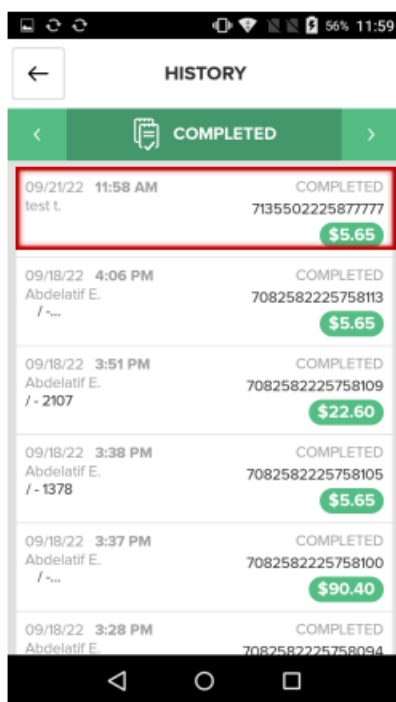 56% 11:59
HISTORY
COMPLETED
09/21/22 11:58 AM COMPLETED
test t. 7135502225877777
$5.65
09/18/22 4:06 PM COMPLETED
Abdelatif E. 7082582225758113
/ -...
$5.65
09/18/22 3:51 PM COMPLETED
Abdelatif E. 7082582225758109
/ - 2107
$22.60
09/18/22 3:38 PM COMPLETED
Abdelatif E. 7082582225758105
/ - 1378
$5.65
09/18/22 3:37 PM COMPLETED
Abdelatif E. 7082582225758100
/ -...
$90.40
09/18/22 3:28 PM COMPLETED
Abdelatif E. 7082582225758094